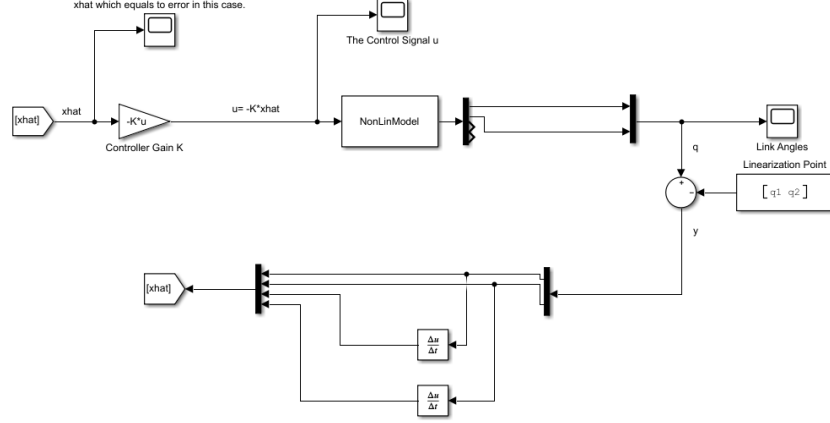 xhat which equals to error in this case.
The Control Signal u
[xhat]
xhat
-K*u
Controller Gain K
u= -K*xhat
NonLinModel
Link Angles
q
Linearization Point
[ q1 q2 ]
+
-
y
[xhat]
Δu
Δt
Δu
Δt